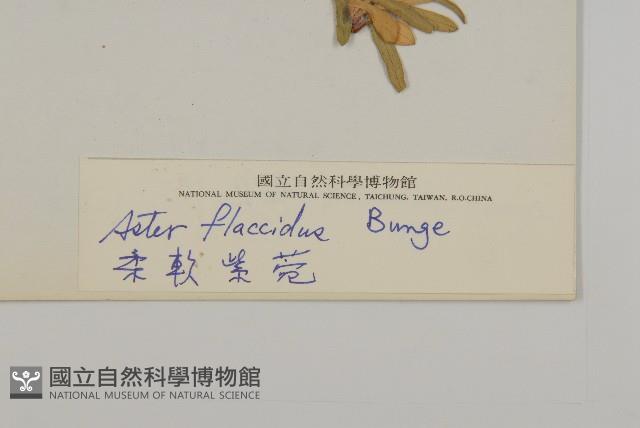 國立自然科學博物館
NATIONAL MUSEUM OF NATURAL SCIENCE, TAICHUNG, TAIWAN, R.O.CHINA
Aster flaccidus Bunge
柔軟紫菀
國立自然科學博物館
NATIONAL MUSEUM OF NATURAL SCIENCE